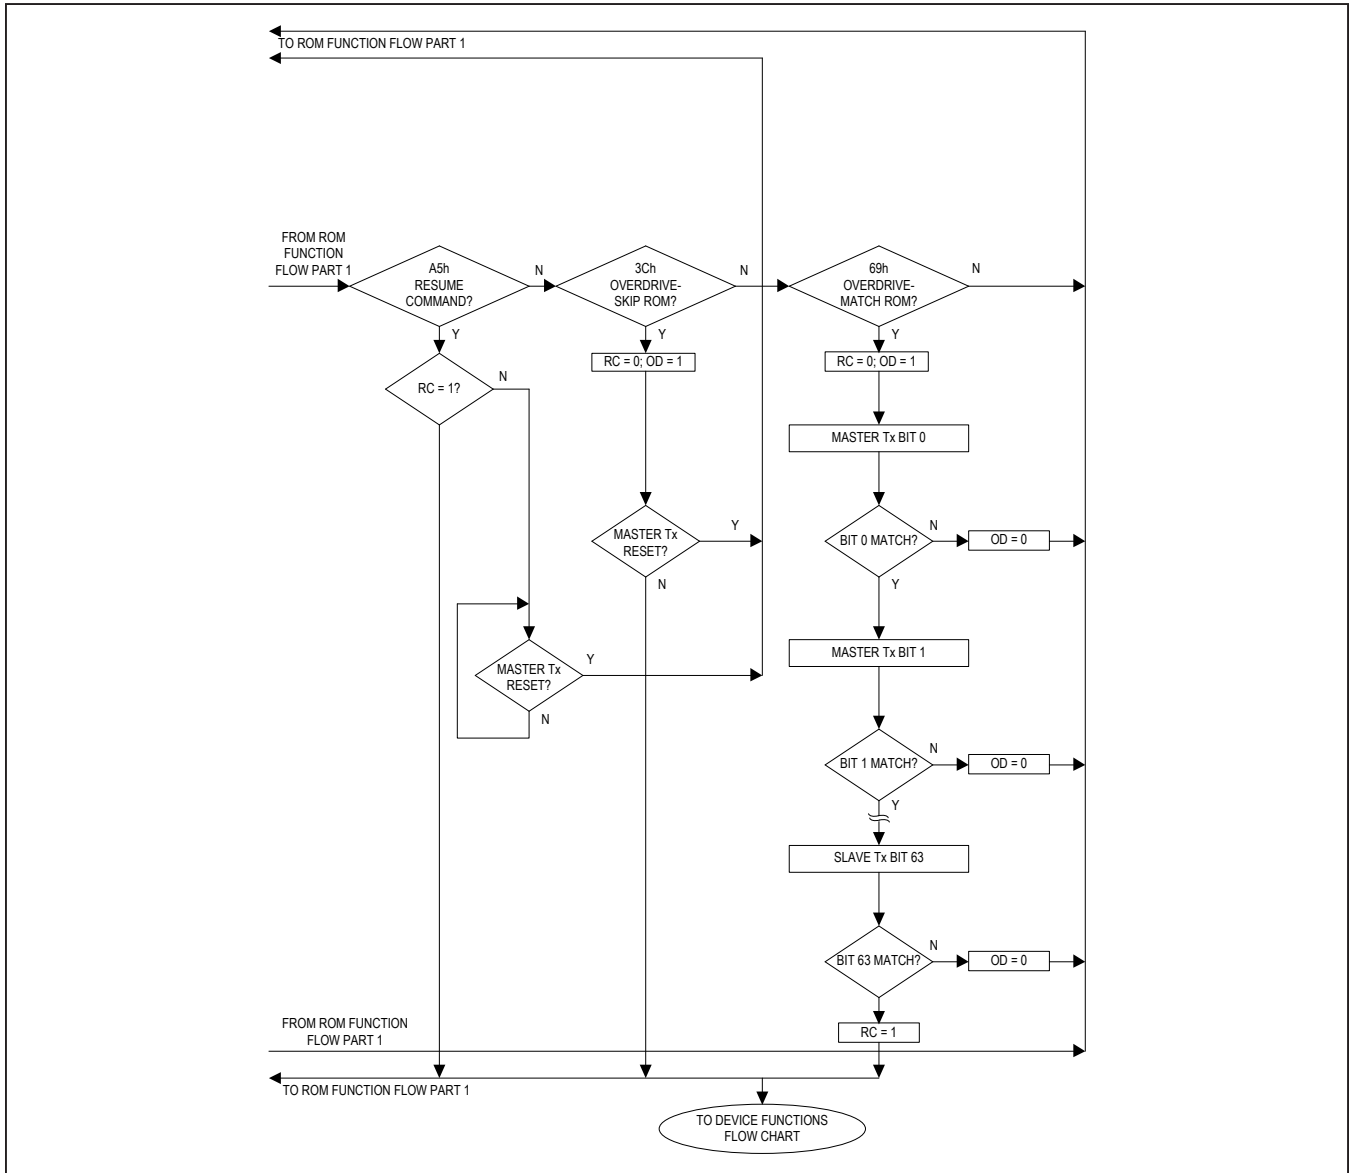 TO ROM FUNCTION FLOW PART 1
FROM ROM
FUNCTION
FLOW PART 1
A5h
RESUME
COMMAND?
N
3Ch
OVERDRIVE-
SKIP ROM?
N
69h
OVERDRIVE-
MATCH ROM?
N
Y
Y
Y
RC = 1?
N
RC = 0; OD = 1
RC = 0; OD = 1
MASTER Tx BIT 0
MASTER Tx
RESET?
Y
N
BIT 0 MATCH?
N
OD = 0
Y
MASTER Tx BIT 1
MASTER Tx
RESET?
Y
N
BIT 1 MATCH?
N
OD = 0
Y
SLAVE Tx BIT 63
BIT 63 MATCH?
N
OD = 0
RC = 1
FROM ROM FUNCTION
FLOW PART 1
TO ROM FUNCTION FLOW PART 1
TO DEVICE FUNCTIONS
FLOW CHART